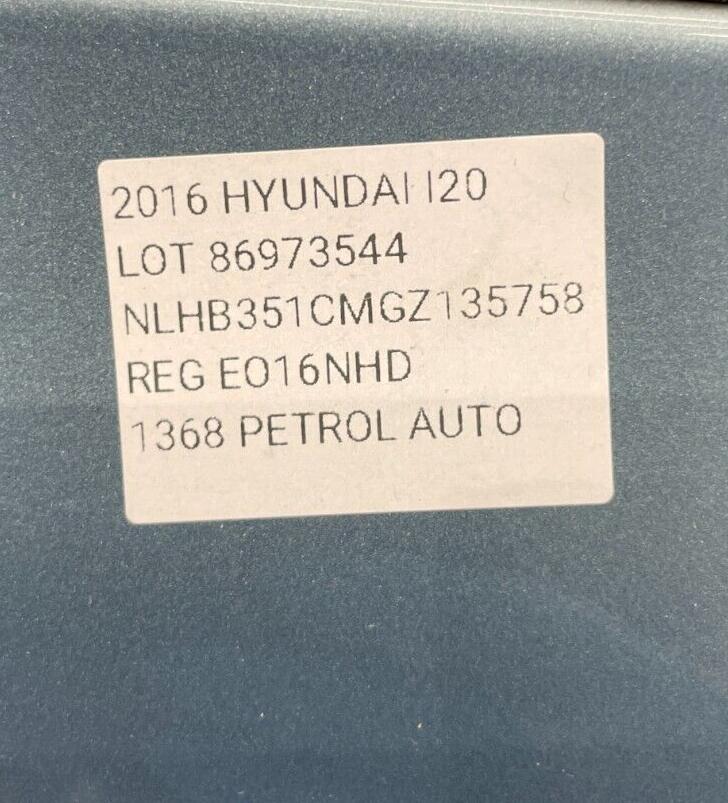 2016 HYUNDAI I20
LOT 86973544
NLHB351CMGZ135758
REG EO16NHD
1368 PETROL AUTO